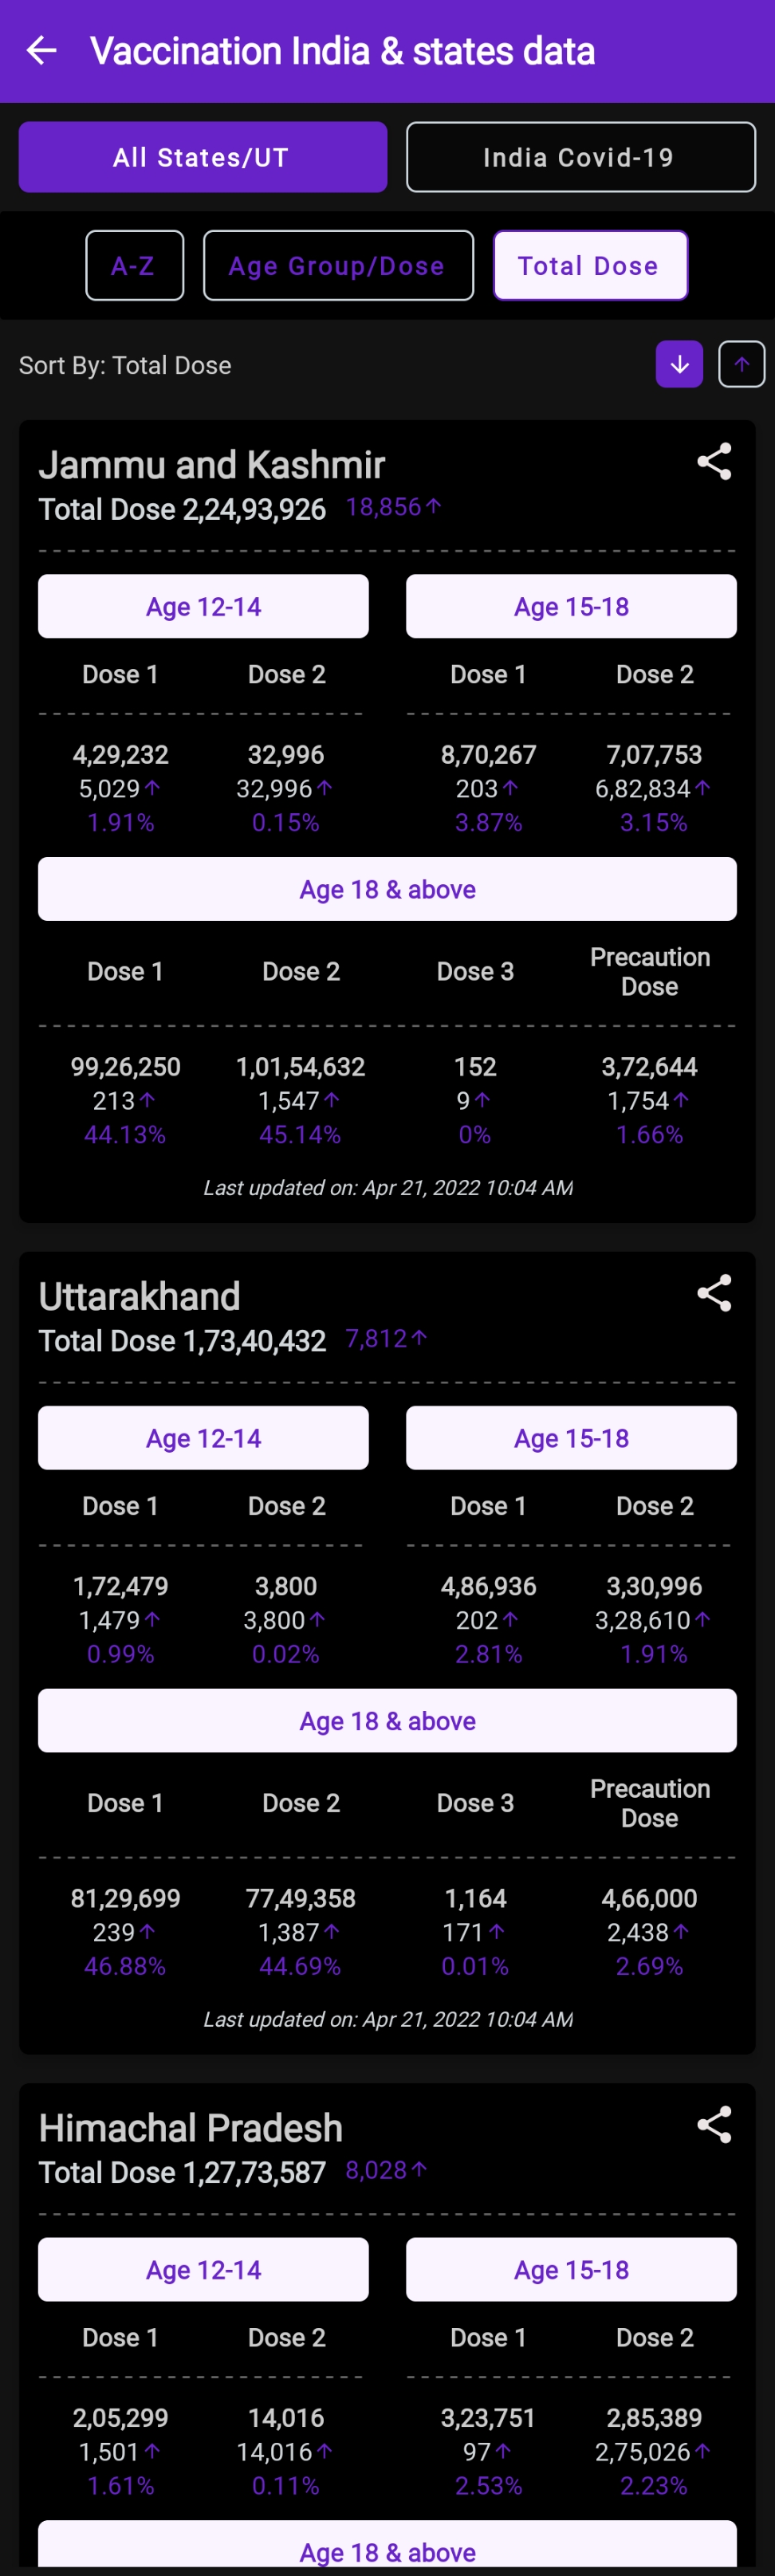 Vaccination India & states data
All States/UT India Covid-19
A-Z Age Group/Dose Total Dose
Sort By: Total Dose
Jammu and Kashmir
Total Dose 2,24,93,926 18,856↑
Age 12-14 Age 15-18
Dose 1 Dose 2 Dose 1 Dose 2
4,29,232 32,996 8,70,267 7,07,753
5,029↑ 32,996↑ 203↑ 6,82,834↑
1.91% 0.15% 3.87% 3.15%
Age 18 & above
Dose 1 Dose 2 Dose 3 Precaution
Dose
99,26,250 1,01,54,632 152 3,72,644
213↑ 1,547↑ 9↑ 1,754↑
44.13% 45.14% 0% 1.66%
Last updated on: Apr 21, 2022 10:04 AM
Uttarakhand
Total Dose 1,73,40,432 7,812↑
Age 12-14 Age 15-18
Dose 1 Dose 2 Dose 1 Dose 2
1,72,479 3,800 4,86,936 3,30,996
1,479↑ 3,800↑ 202↑ 3,28,610↑
0.99% 0.02% 2.81% 1.91%
Age 18 & above
Dose 1 Dose 2 Dose 3 Precaution
Dose
81,29,699 77,49,358 1,164 4,66,000
239↑ 1,387↑ 171↑ 2,438↑
46.88% 44.69% 0.01% 2.69%
Last updated on: Apr 21, 2022 10:04 AM
Himachal Pradesh
Total Dose 1,27,73,587 8,028↑
Age 12-14 Age 15-18
Dose 1 Dose 2 Dose 1 Dose 2
2,05,299 14,016 3,23,751 2,85,389
1,501↑ 14,016↑ 97↑ 2,75,026↑
1.61% 0.11% 2.53% 2.23%
Age 18 & above